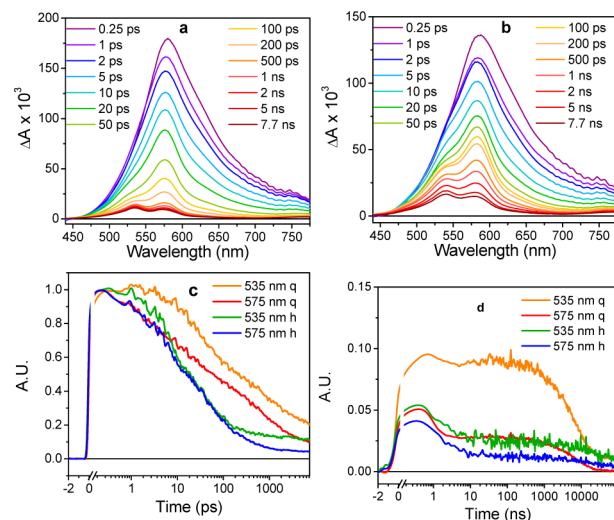 a
ΔA x 10³
200
150
100
50
0
0.25 ps
1 ps
2 ps
5 ps
10 ps
20 ps
50 ps
100 ps
200 ps
500 ps
1 ns
2 ns
5 ns
7.7 ns
450 500 550 600 650 700 750
Wavelength (nm)
b
ΔA x 10³
150
100
50
0
0.25 ps
1 ps
2 ps
5 ps
10 ps
20 ps
50 ps
100 ps
200 ps
500 ps
1 ns
2 ns
5 ns
7.7 ns
450 500 550 600 650 700 750
Wavelength (nm)
c
A.U.
1.0
0.8
0.6
0.4
0.2
0.0
535 nm q
575 nm q
535 nm h
575 nm h
-2 0 1 10 100 1000
Time (ps)
d
A.U.
0.15
0.10
0.05
0.00
535 nm q
575 nm q
535 nm h
575 nm h
-2 0 1 10 100 1000 10000
Time (ns)